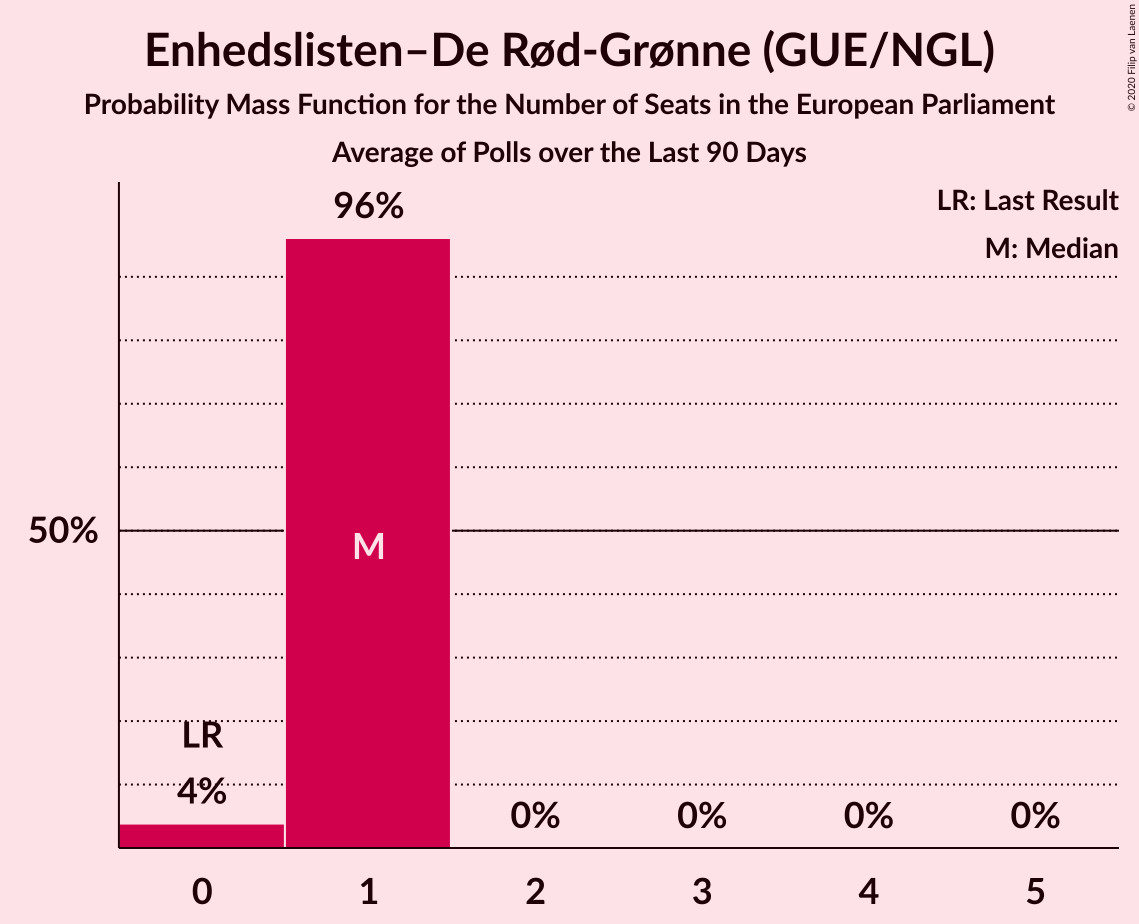 Enhedslisten–De Rød-Grønne (GUE/NGL)
Probability Mass Function for the Number of Seats in the European Parliament
Average of Polls over the Last 90 Days
© 2020 Filip van Laenen
LR: Last Result
M: Median
96%
50%
M
LR
4%
0% 0% 0% 0%
0 1 2 3 4 5